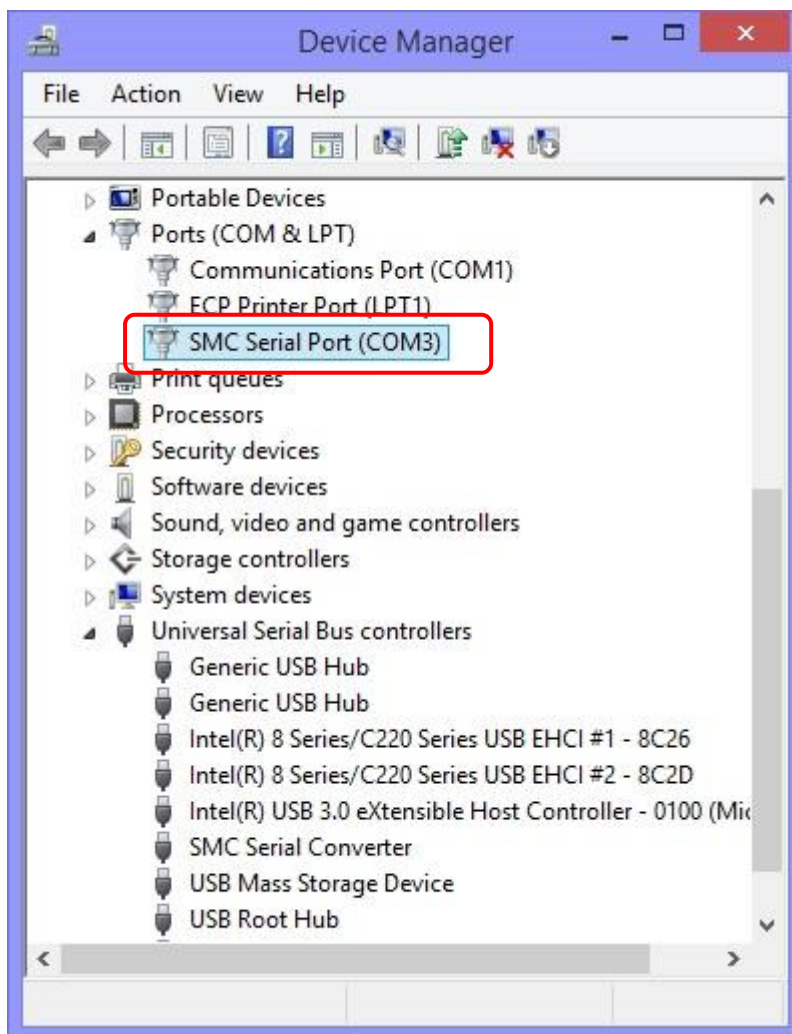 Device Manager
File Action View Help
Portable Devices
Ports (COM & LPT)
Communications Port (COM1)
ECP Printer Port (LPT1)
SMC Serial Port (COM3)
Print queues
Processors
Security devices
Software devices
Sound, video and game controllers
Storage controllers
System devices
Universal Serial Bus controllers
Generic USB Hub
Generic USB Hub
Intel(R) 8 Series/C220 Series USB EHCI #1 - 8C26
Intel(R) 8 Series/C220 Series USB EHCI #2 - 8C2D
Intel(R) USB 3.0 eXtensible Host Controller - 0100 (Mic
SMC Serial Converter
USB Mass Storage Device
USB Root Hub